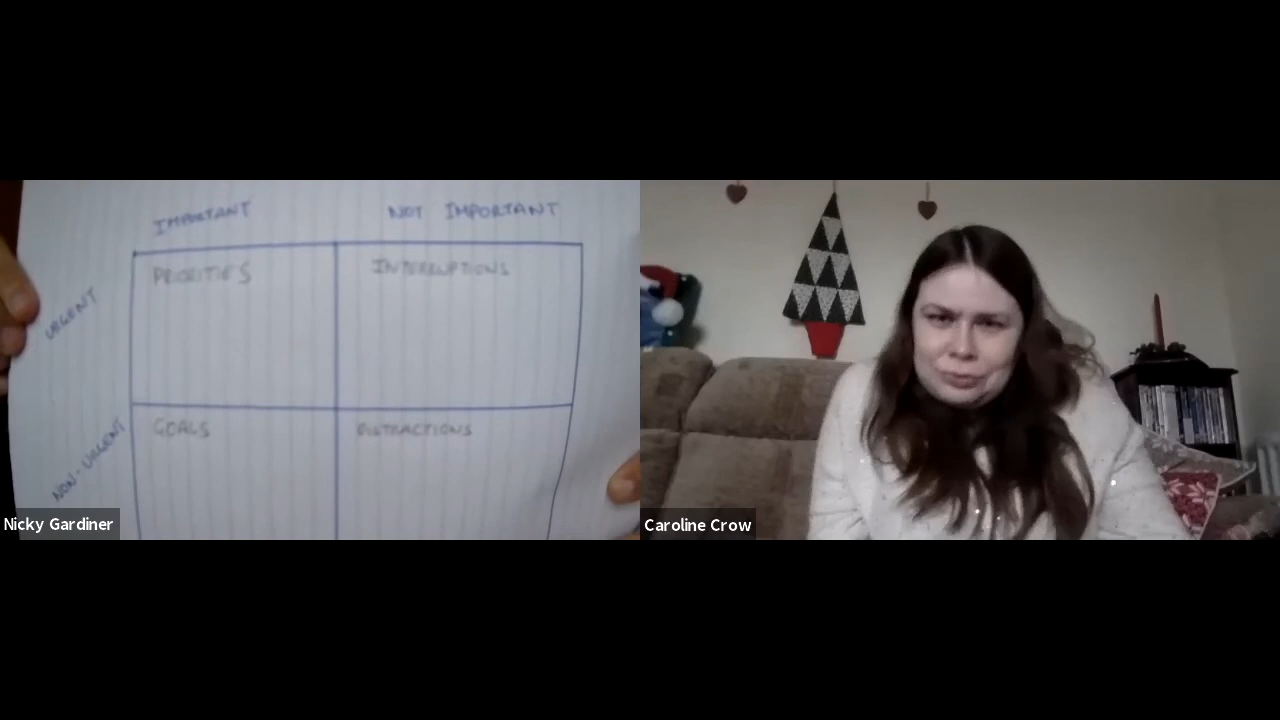 IMPORTANT NOT IMPORTANT
PRIORITIES INTERRUPTIONS
URGENT
GOALS DISTRACTIONS
NON-URGENT
Nicky Gardiner
Caroline Crow